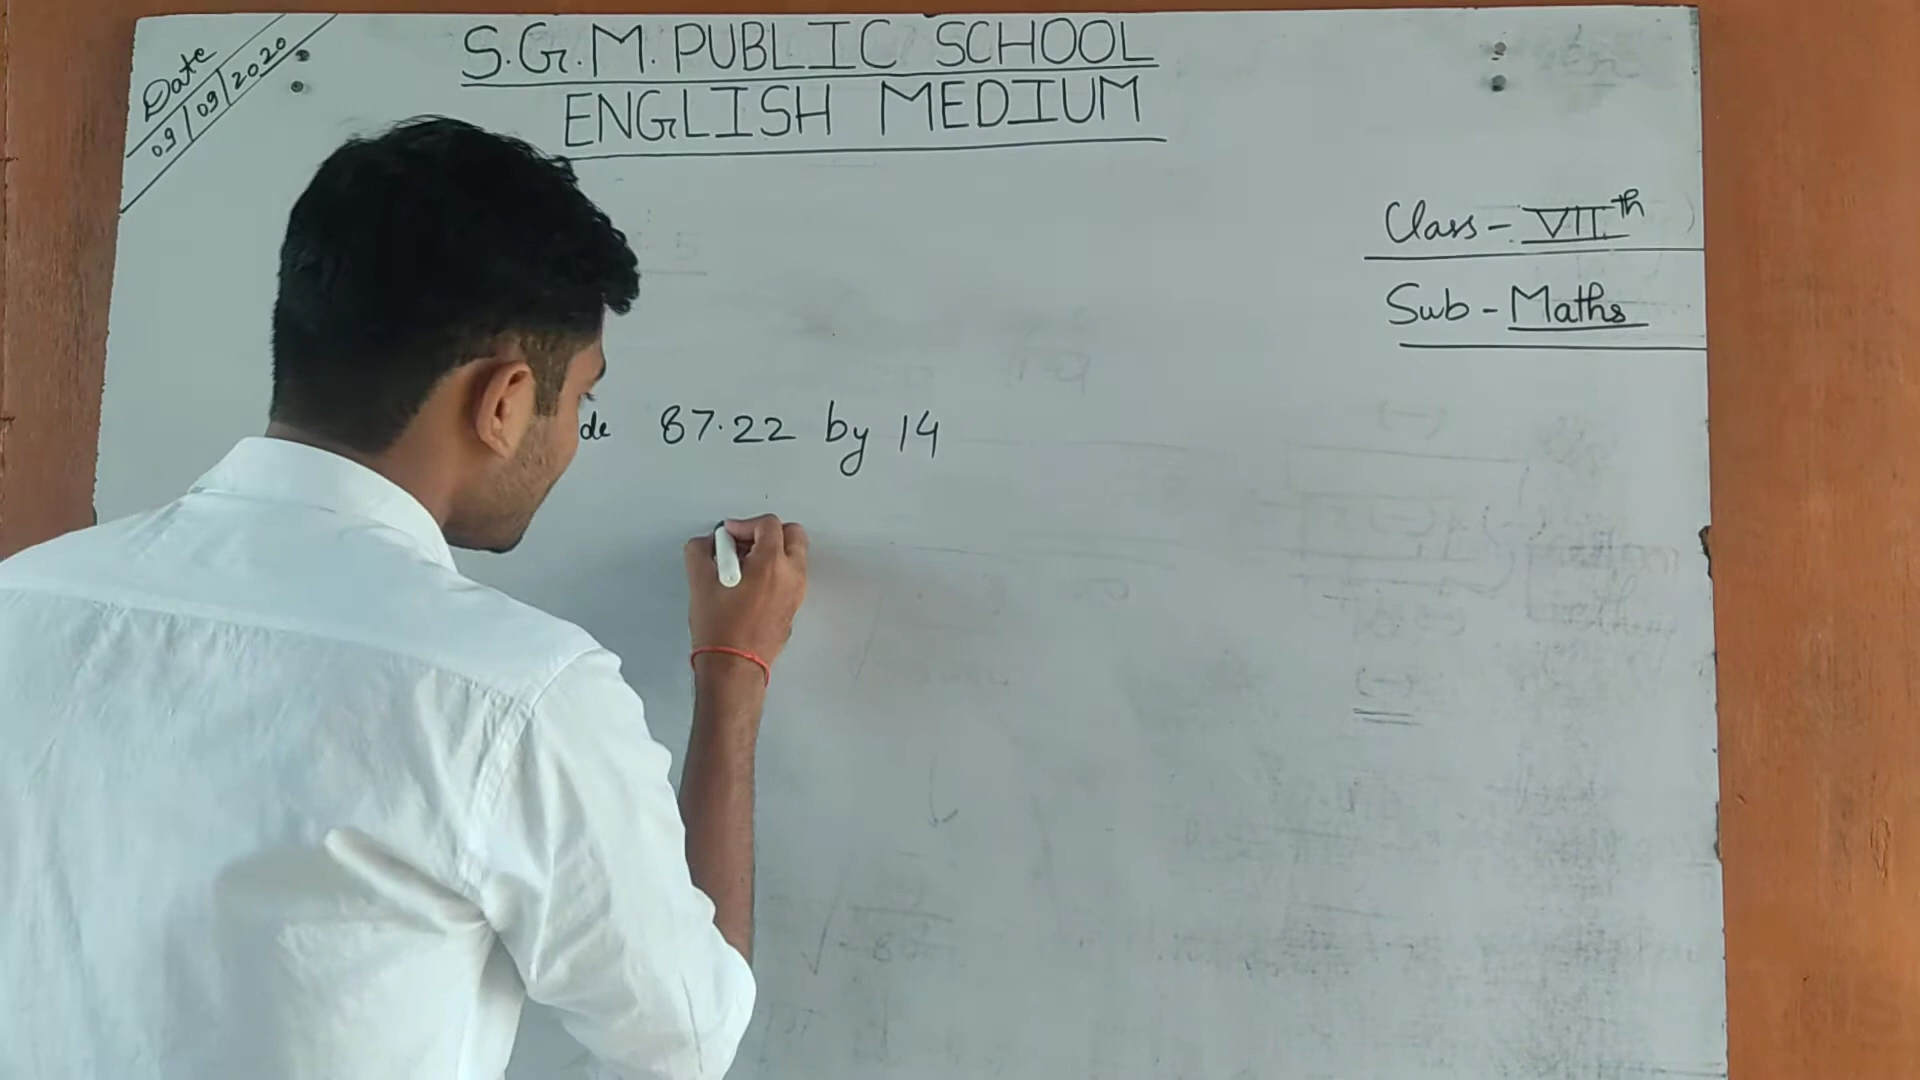 Date
09/09/2020
S.G.M. PUBLIC SCHOOL
ENGLISH MEDIUM
Class - VIIth
Sub - Maths
de 87.22 by 14